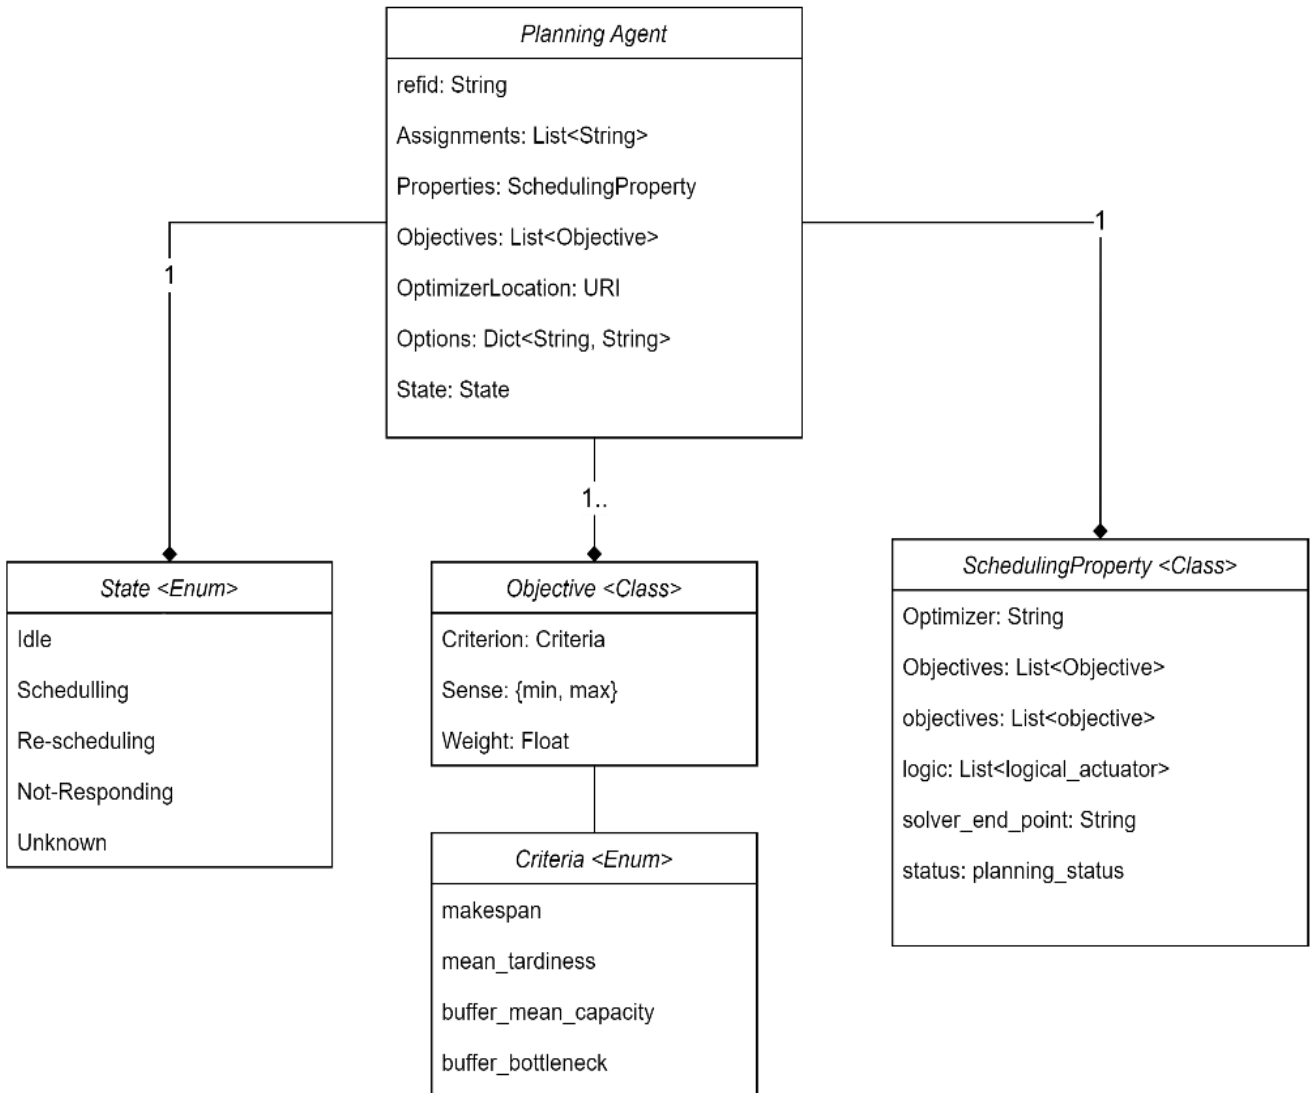 Planning Agent
refid: String
Assignments: List<String>
Properties: SchedulingProperty
Objectives: List<Objective>
OptimizerLocation: URI
Options: Dict<String, String>
State: State
1
1
1..
State <Enum>
Idle
Schedulling
Re-scheduling
Not-Responding
Unknown
Objective <Class>
Criterion: Criteria
Sense: {min, max}
Weight: Float
Criteria <Enum>
makespan
mean_tardiness
buffer_mean_capacity
buffer_bottleneck
SchedulingProperty <Class>
Optimizer: String
Objectives: List<Objective>
objectives: List<objective>
logic: List<logical_actuator>
solver_end_point: String
status: planning_status